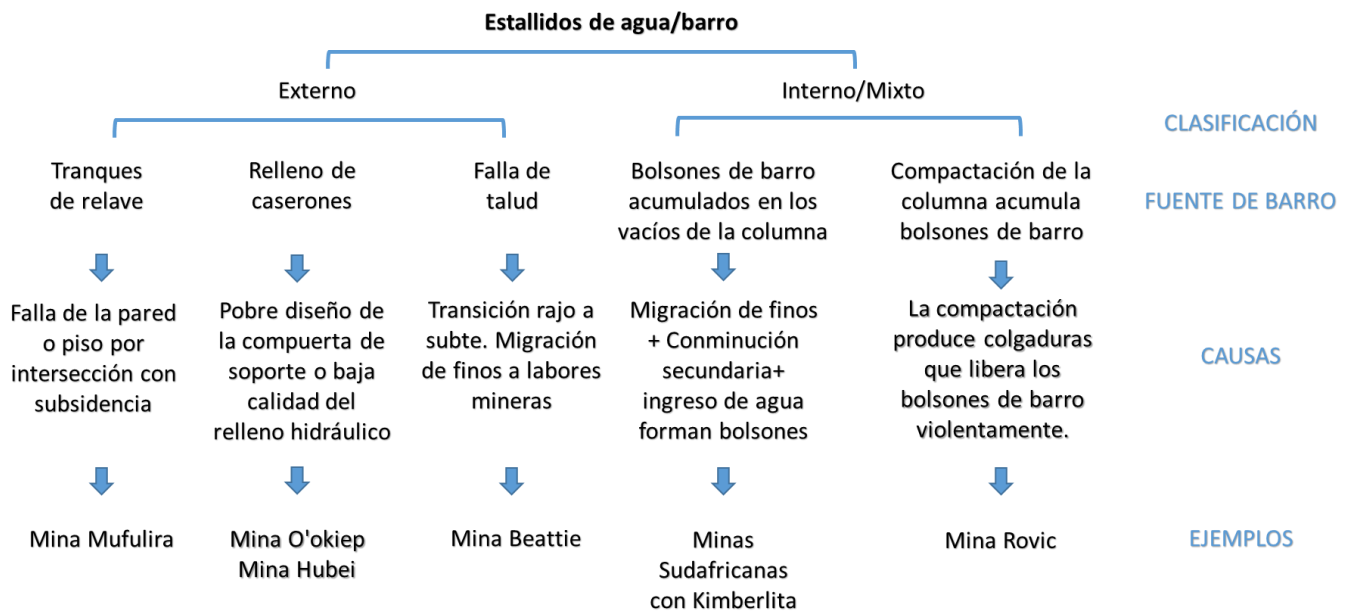 Estallidos de agua/barro
Externo
Interno/Mixto
CLASIFICACIÓN
Tranques
de relave
Relleno de
caserones
Falla de
talud
Bolsones de barro
acumulados en los
vacíos de la columna
Compactación de la
columna acumula
bolsones de barro
FUENTE DE BARRO
Falla de la pared
o piso por
intersección con
subsidencia
Pobre diseño de
la compuerta de
soporte o baja
calidad del
relleno hidráulico
Transición rajo a
subte. Migración
de finos a labores
mineras
Migración de finos
+ Conminución
secundaria+
ingreso de agua
forman bolsones
La compactación
produce colgaduras
que libera los
bolsones de barro
violentamente.
CAUSAS
Mina Mufulira
Mina O'okiep
Mina Hubei
Mina Beattie
Minas
Sudafricanas
con Kimberlita
Mina Rovic
EJEMPLOS